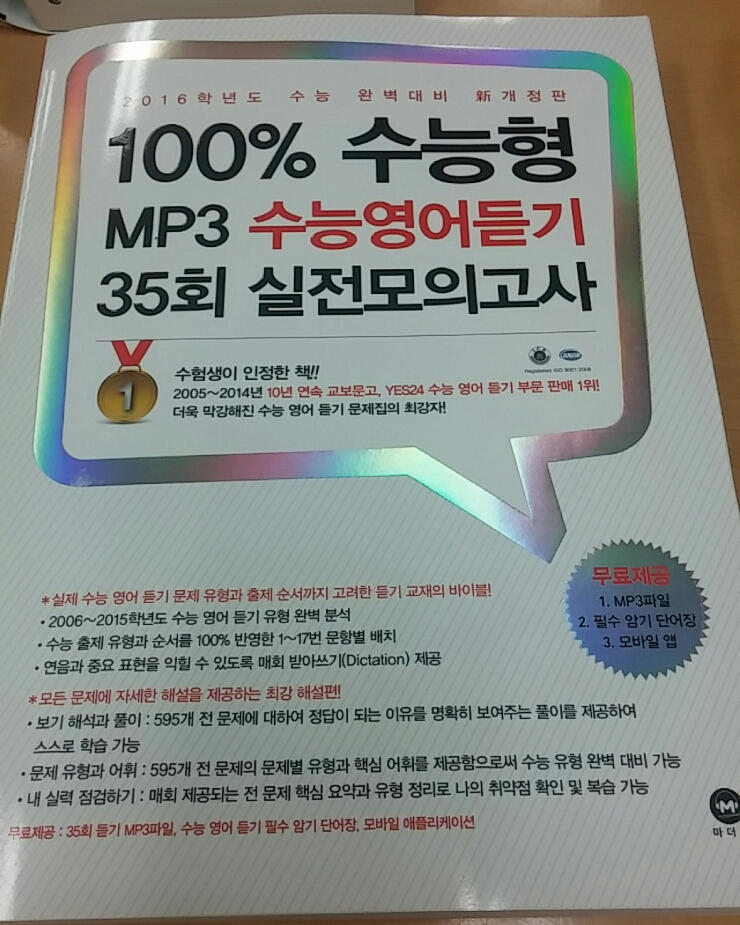 2016학년도 수능 완벽대비 新개정판
100% 수능형
MP3 수능영어듣기
35회 실전모의고사
1
수험생이 인정한 책!!
2005~2014년 10년 연속 교보문고, YES24 수능 영어 듣기 부문 판매 1위!
더욱 막강해진 수능 영어 듣기 문제집의 최강자!
Registered ISO 9001:2008
무료제공
1. MP3파일
2. 필수 암기 단어장
3. 모바일 앱
*실제 수능 영어 듣기 문제 유형과 출제 순서까지 고려한 듣기 교재의 바이블!
• 2006~2015학년도 수능 영어 듣기 유형 완벽 분석
• 수능 출제 유형과 순서를 100% 반영한 1~17번 문항별 배치
• 연음과 중요 표현을 익힐 수 있도록 매회 받아쓰기(Dictation) 제공
*모든 문제에 자세한 해설을 제공하는 최강 해설편!
• 보기 해석과 풀이 : 595개 전 문제에 대하여 정답이 되는 이유를 명확히 보여주는 풀이를 제공하여
스스로 학습 가능
• 문제 유형과 어휘 : 595개 전 문제의 문제별 유형과 핵심 어휘를 제공함으로써 수능 유형 완벽 대비 가능
• 내 실력 점검하기 : 매회 제공되는 전 문제 핵심 요약과 유형 정리로 나의 취약점 확인 및 복습 가능
무료제공 : 35회 듣기 MP3파일, 수능 영어 듣기 필수 암기 단어장, 모바일 애플리케이션
M
마더